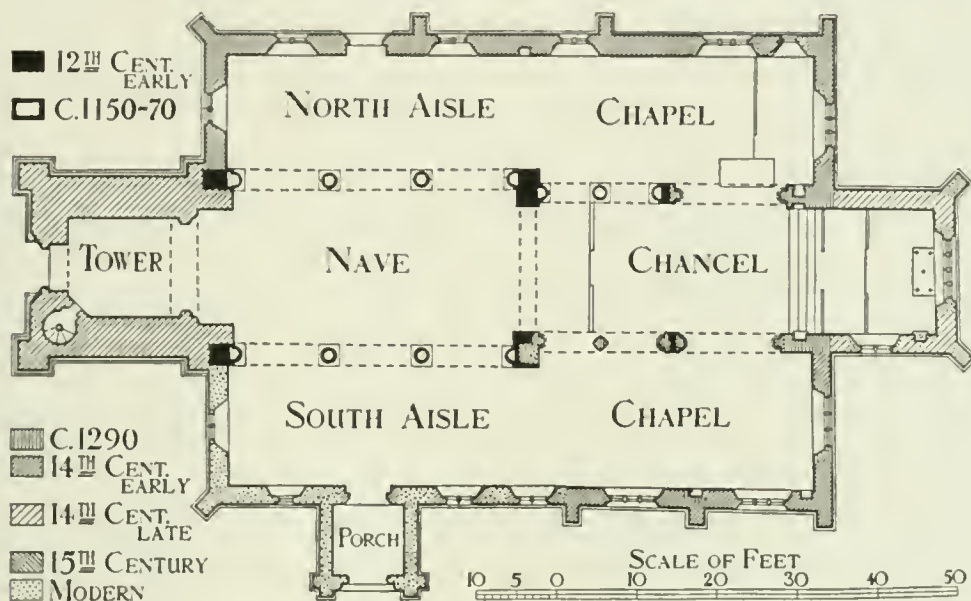 12TH CENT.
EARLY
C.1150-70
NORTH AISLE
CHAPEL
TOWER
NAVE
CHANCEL
SOUTH AISLE
CHAPEL
PORCH
C.1290
14TH CENT.
EARLY
14TH CENT.
LATE
15TH CENTURY
MODERN
SCALE OF FEET
10 5 0 10 20 30 40 50